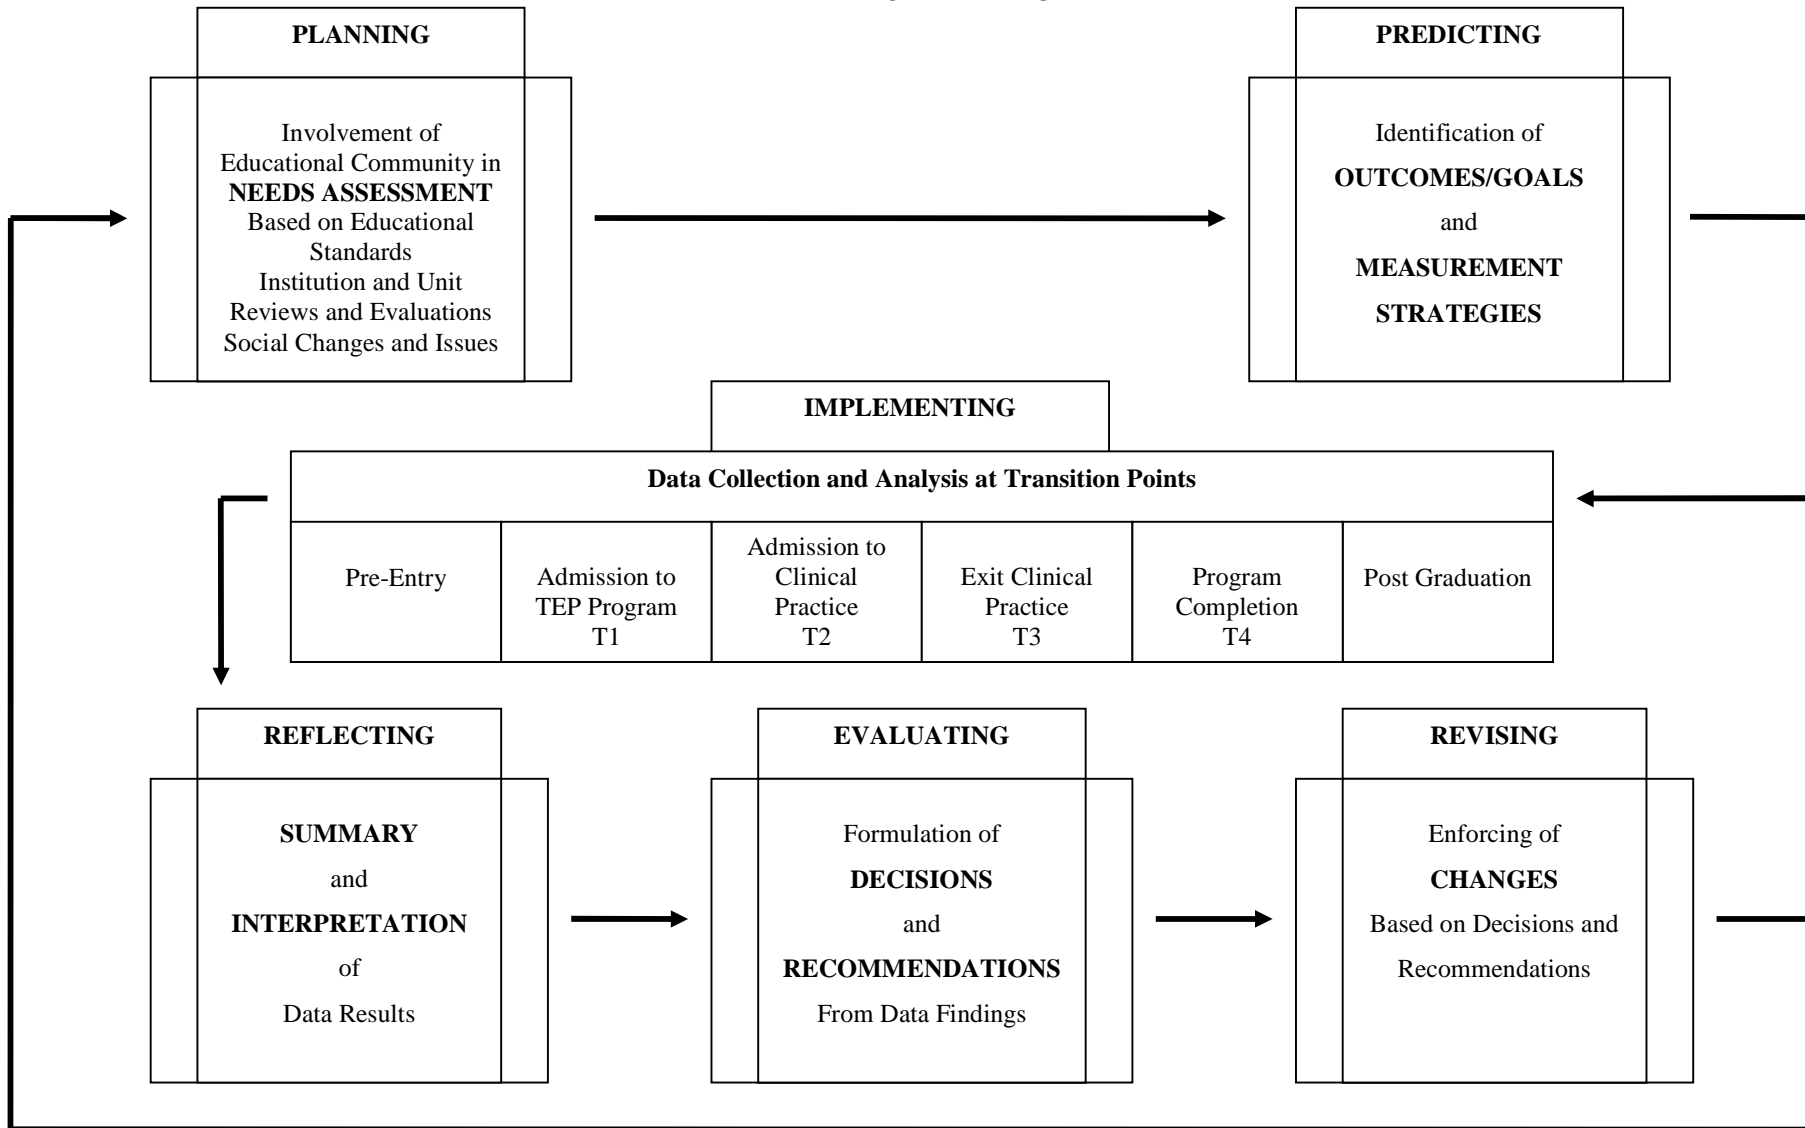 PLANNING
Involvement of
Educational Community in
NEEDS ASSESSMENT
Based on Educational
Standards
Institution and Unit
Reviews and Evaluations
Social Changes and Issues
PREDICTING
Identification of
OUTCOMES/GOALS
and
MEASUREMENT
STRATEGIES
IMPLEMENTING
Data Collection and Analysis at Transition Points
Pre-Entry
Admission to
TEP Program
T1
Admission to
Clinical
Practice
T2
Exit Clinical
Practice
T3
Program
Completion
T4
Post Graduation
REFLECTING
SUMMARY
and
INTERPRETATION
of
Data Results
EVALUATING
Formulation of
DECISIONS
and
RECOMMENDATIONS
From Data Findings
REVISING
Enforcing of
CHANGES
Based on Decisions and
Recommendations